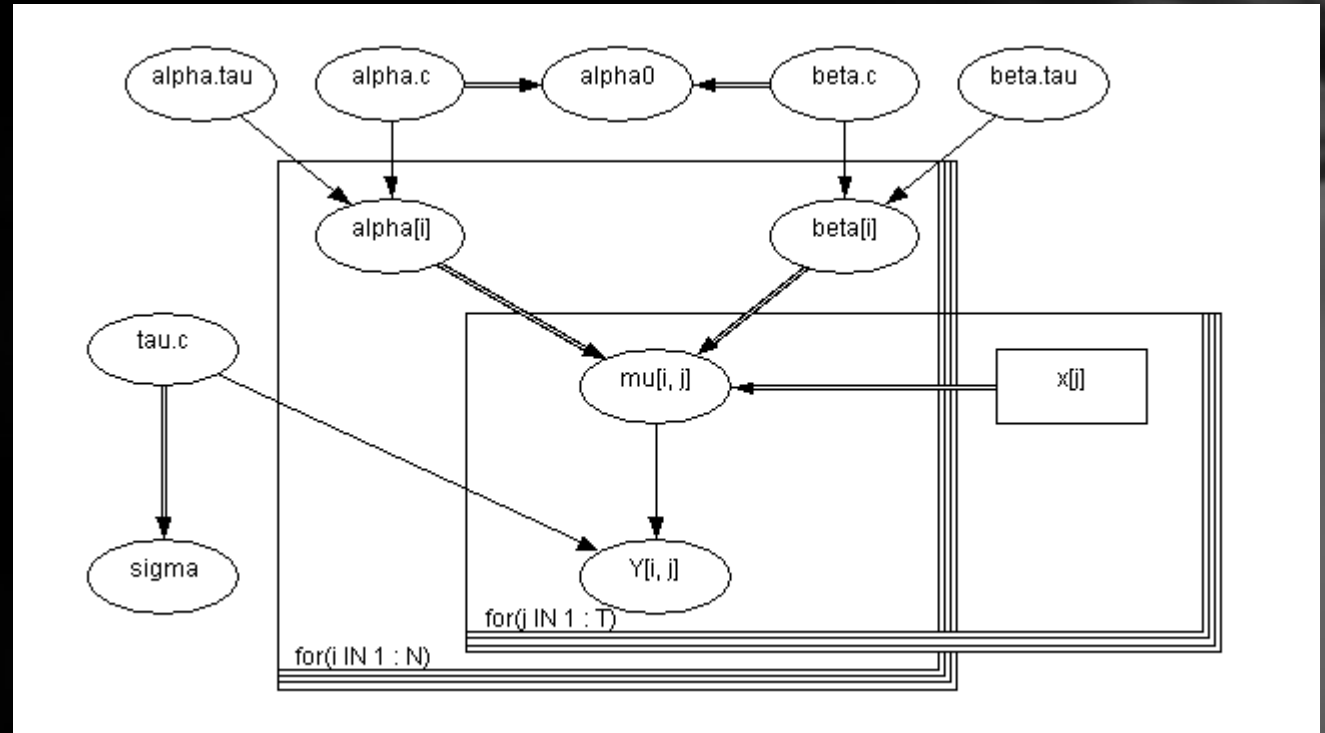 alpha.tau
alpha.c
alpha0
beta.c
beta.tau
alpha[i]
beta[i]
tau.c
mu[i, j]
x[j]
sigma
Y[i, j]
for(j IN 1 : T)
for(i IN 1 : N)